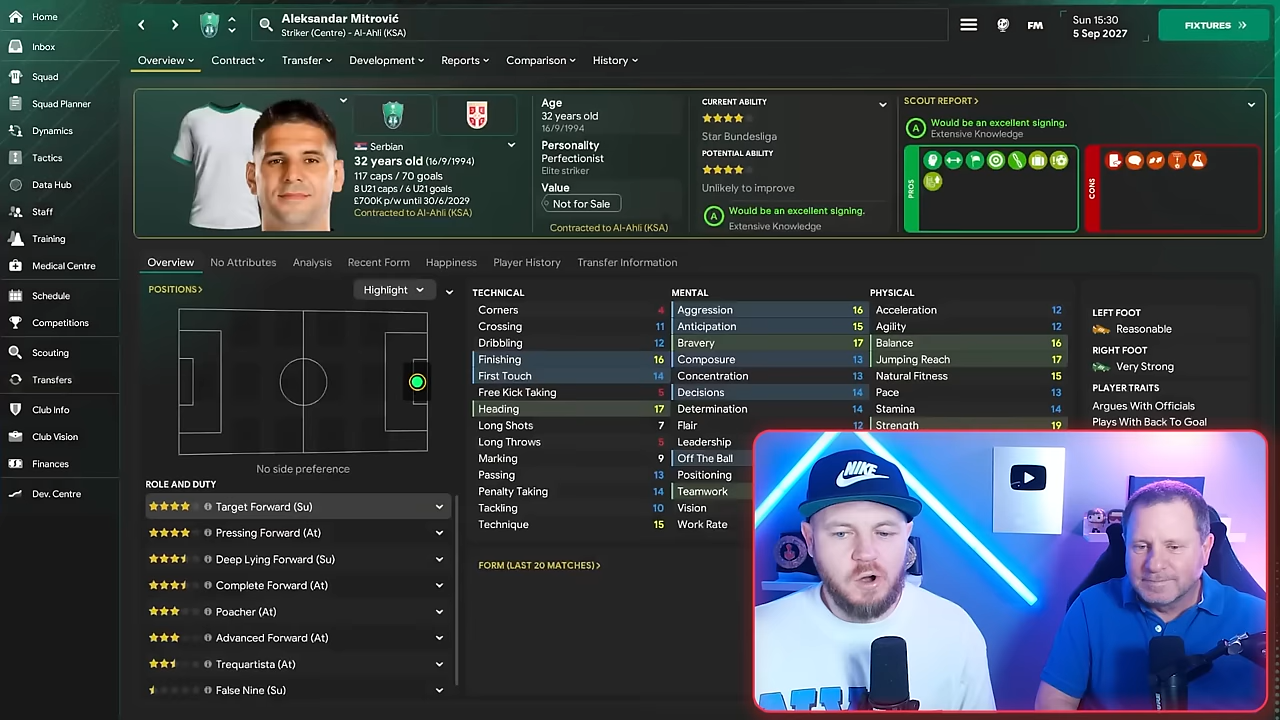 Home
Inbox
Squad
Squad Planner
Dynamics
Tactics
Data Hub
Staff
Training
Medical Centre
Schedule
Competitions
Scouting
Transfers
Club Info
Club Vision
Finances
Dev. Centre
Aleksandar Mitrović
Striker (Centre) - Al-Ahli (KSA)
FM
Sun 15:30
5 Sep 2027
FIXTURES
Overview
Contract
Transfer
Development
Reports
Comparison
History
Serbian
32 years old (16/9/1994)
117 caps / 70 goals
8 U21 caps / 6 U21 goals
£700K p/w until 30/6/2029
Contracted to Al-Ahli (KSA)
Age
32 years old
16/9/1994
Personality
Perfectionist
Elite striker
Value
Not for Sale
Contracted to Al-Ahli (KSA)
CURRENT ABILITY
Star Bundesliga
POTENTIAL ABILITY
Unlikely to improve
A
Would be an excellent signing.
Extensive Knowledge
SCOUT REPORT>
A
Would be an excellent signing.
Extensive Knowledge
PROS
CONS
Overview
No Attributes
Analysis
Recent Form
Happiness
Player History
Transfer Information
POSITIONS>
Highlight
No side preference
ROLE AND DUTY
Target Forward (Su)
Pressing Forward (At)
Deep Lying Forward (Su)
Complete Forward (At)
Poacher (At)
Advanced Forward (At)
Trequartista (At)
False Nine (Su)
TECHNICAL
Corners 4
Crossing 11
Dribbling 12
Finishing 16
First Touch 14
Free Kick Taking 5
Heading 17
Long Shots 7
Long Throws 5
Marking 9
Passing 13
Penalty Taking 14
Tackling 10
Technique 15
FORM (LAST 20 MATCHES)>
MENTAL
Aggression 16
Anticipation 15
Bravery 17
Composure 13
Concentration 13
Decisions 14
Determination 14
Flair 12
Leadership
Off The Ball
Positioning
Teamwork
Vision
Work Rate
PHYSICAL
Acceleration 12
Agility 12
Balance 16
Jumping Reach 17
Natural Fitness 15
Pace 13
Stamina 14
Strength 19
LEFT FOOT
Reasonable
RIGHT FOOT
Very Strong
PLAYER TRAITS
Argues With Officials
Plays With Back To Goal
NIKE